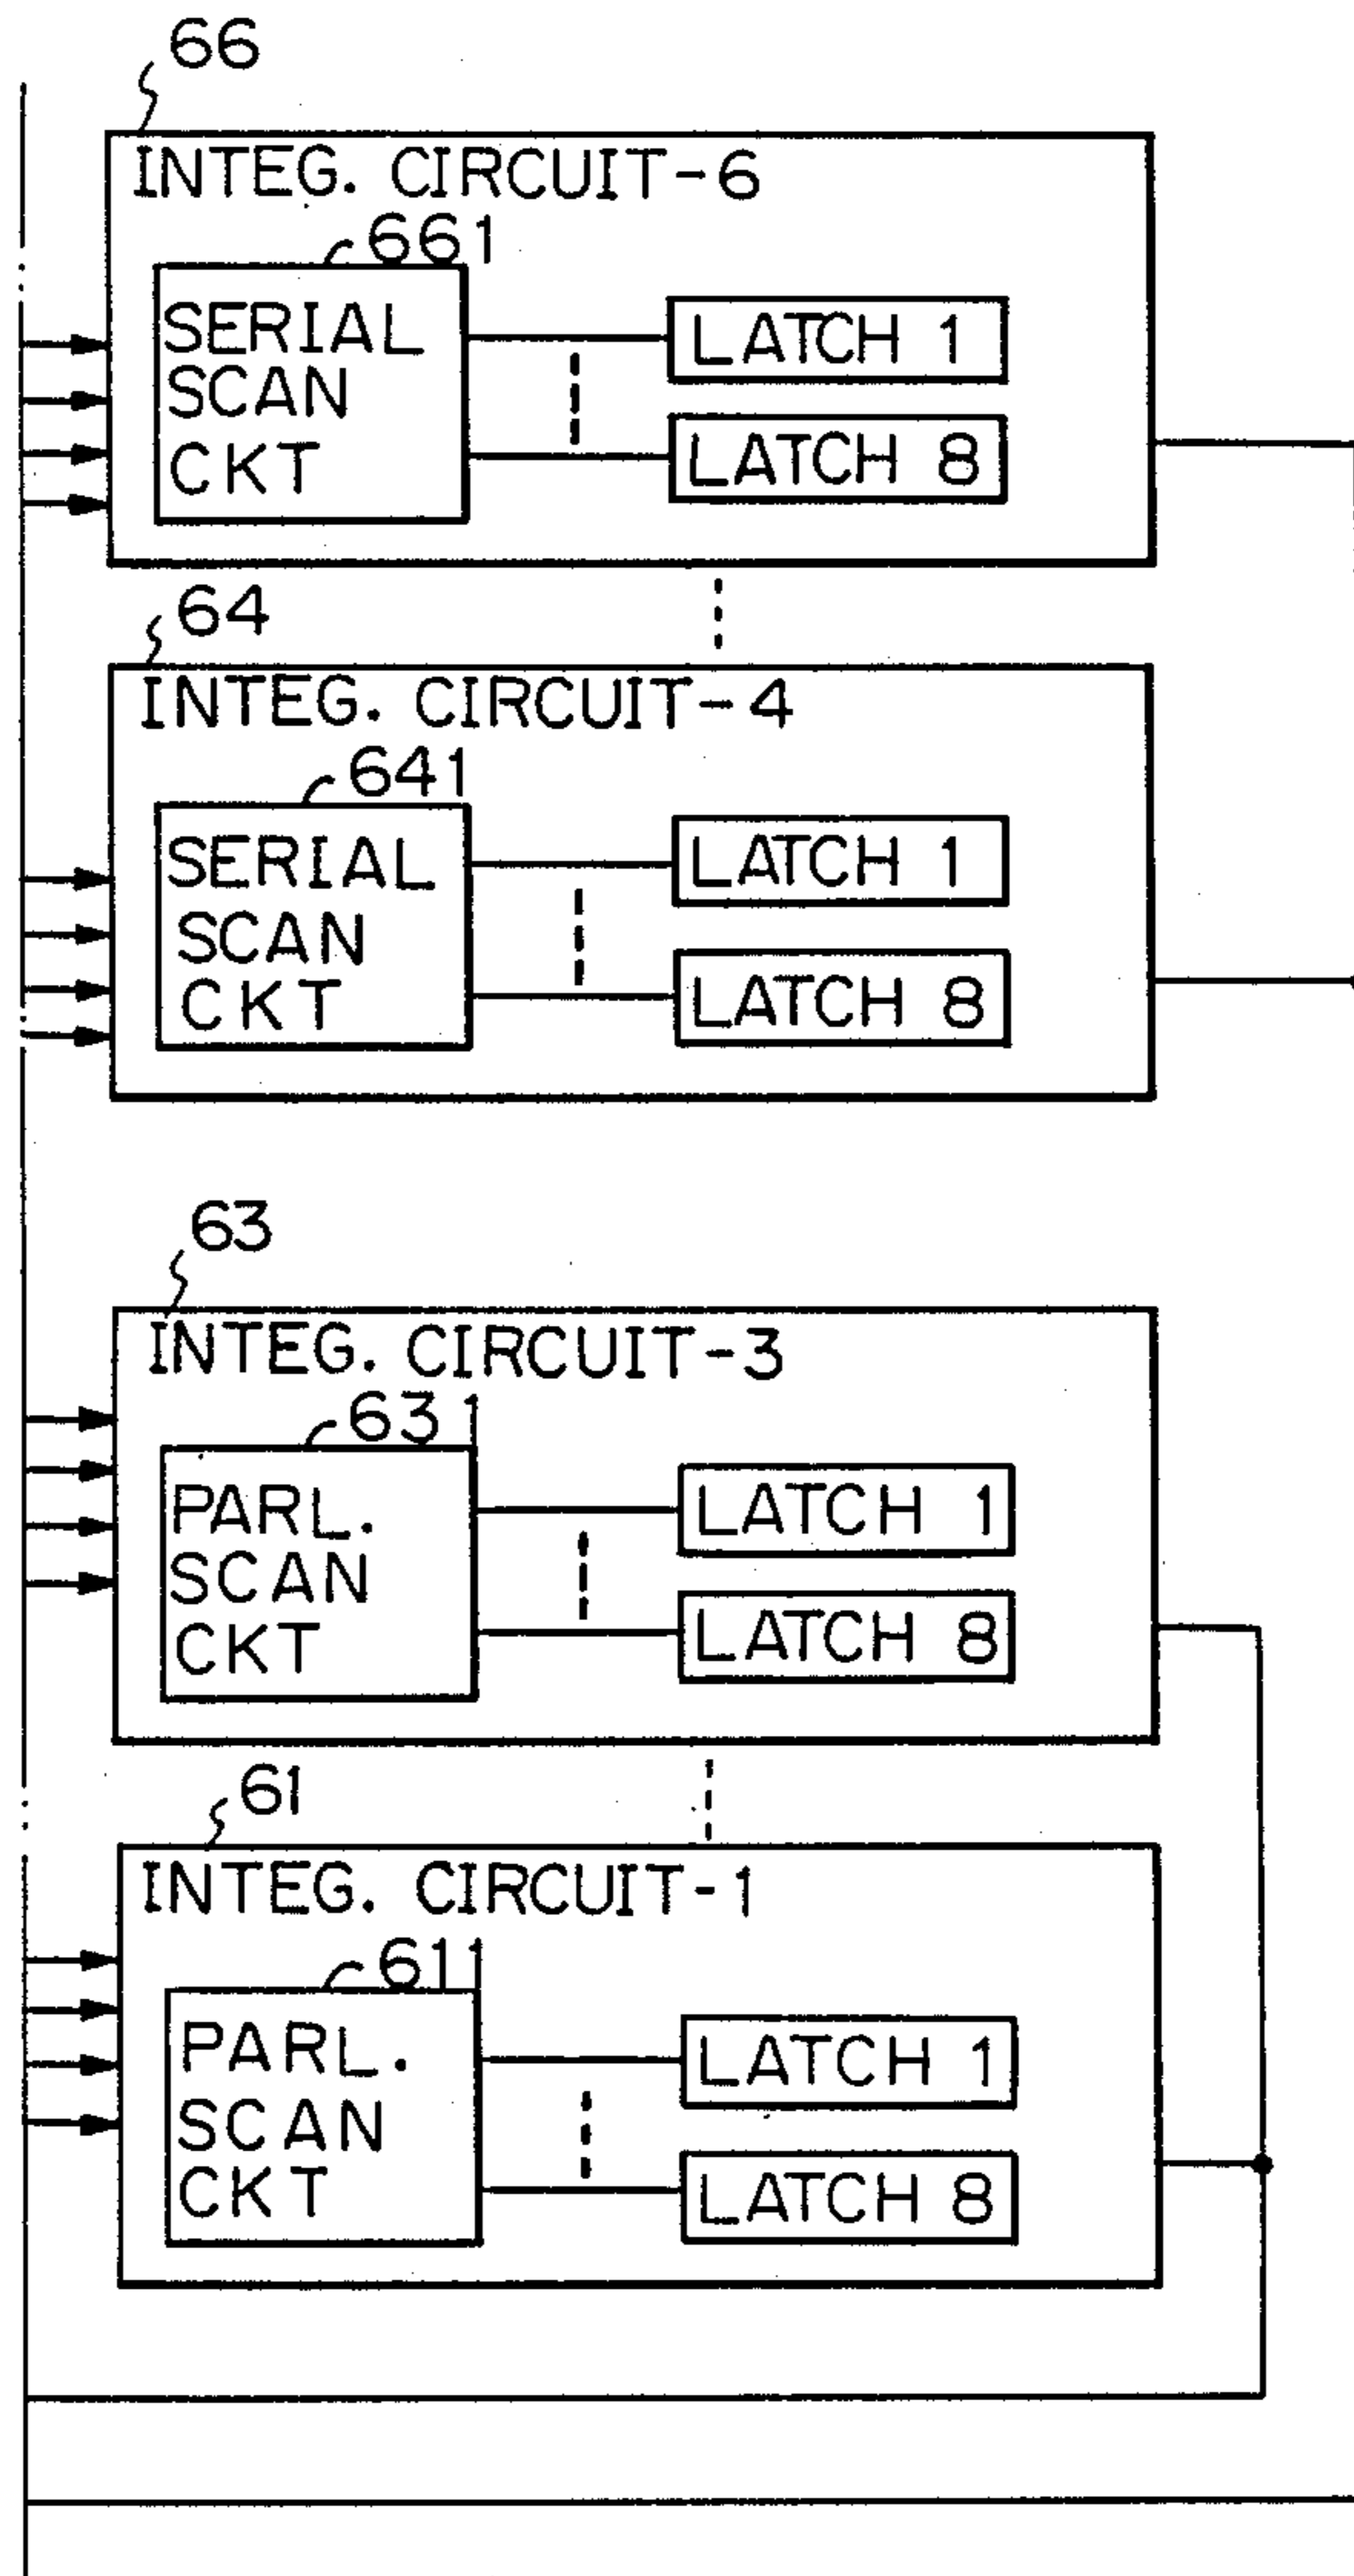 66
INTEG. CIRCUIT-6
661
SERIAL
SCAN
CKT
LATCH 1
LATCH 8
64
INTEG. CIRCUIT-4
641
SERIAL
SCAN
CKT
LATCH 1
LATCH 8
63
INTEG. CIRCUIT-3
631
PARL.
SCAN
CKT
LATCH 1
LATCH 8
61
INTEG. CIRCUIT-1
611
PARL.
SCAN
CKT
LATCH 1
LATCH 8